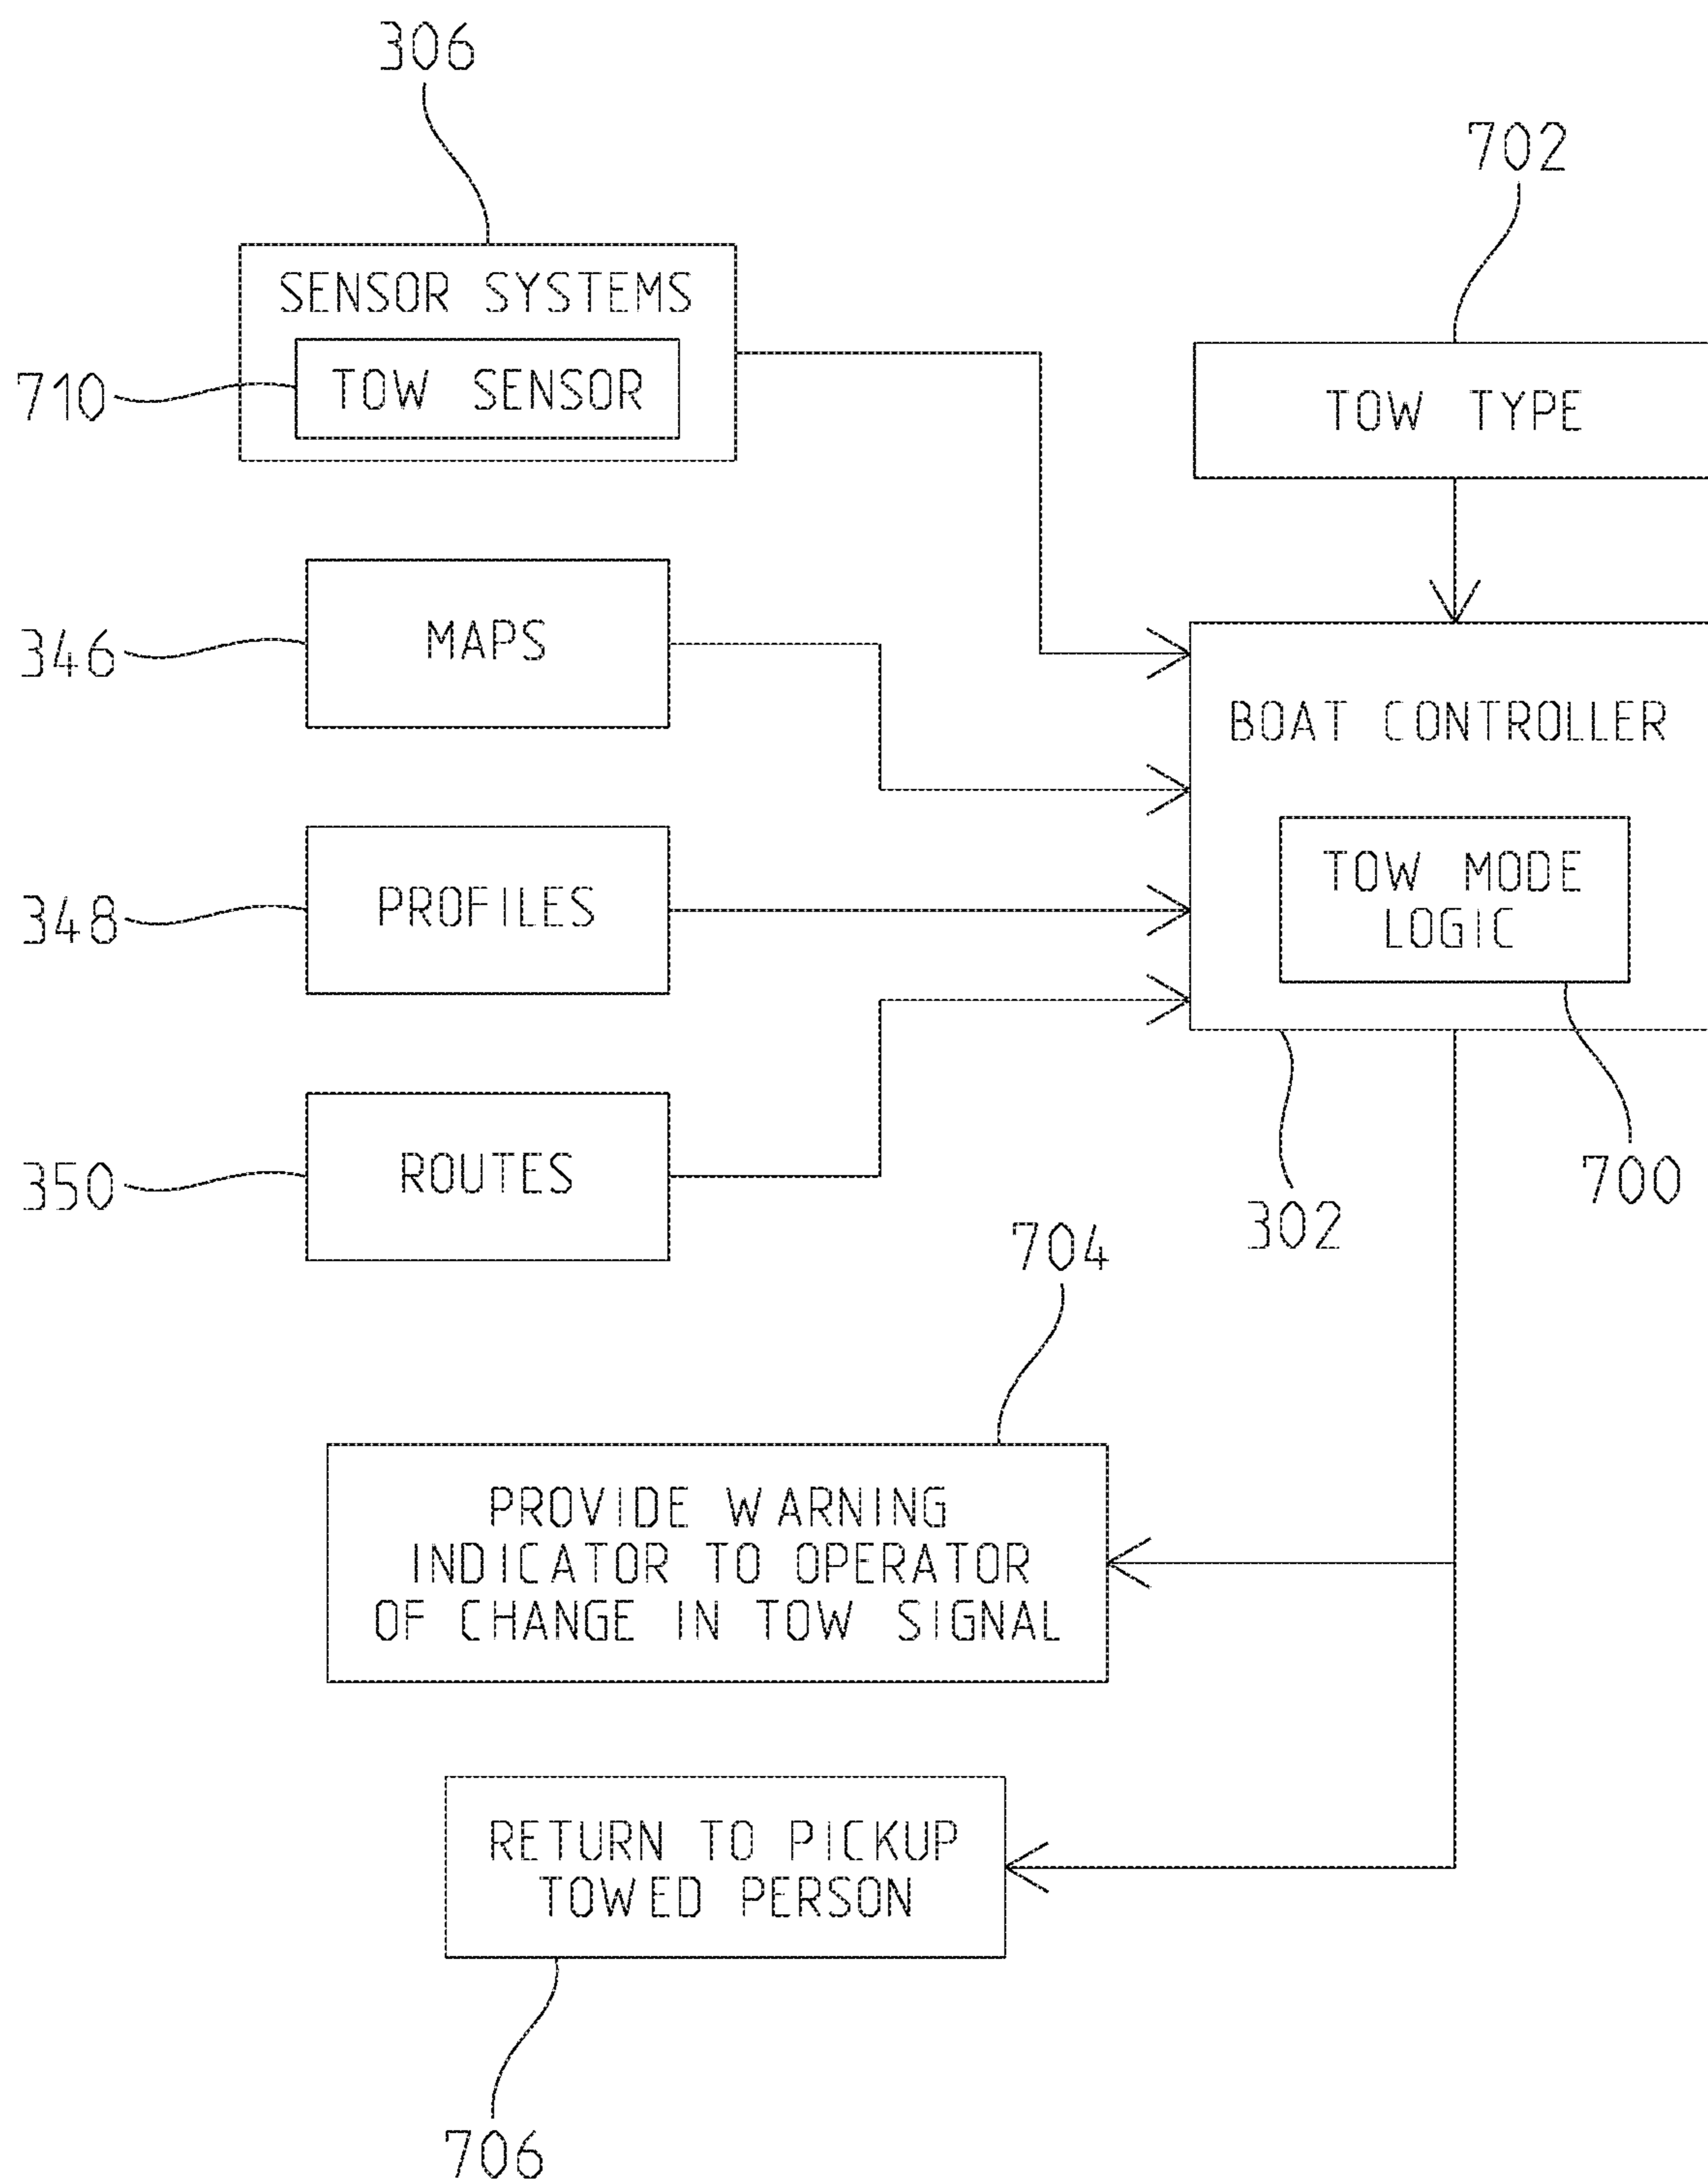 306
702
SENSOR SYSTEMS
710
TOW SENSOR
TOW TYPE
346
MAPS
BOAT CONTROLLER
TOW MODE
LOGIC
348
PROFILES
350
ROUTES
700
302
704
PROVIDE WARNING
INDICATOR TO OPERATOR
OF CHANGE IN TOW SIGNAL
RETURN TO PICKUP
TOWED PERSON
706